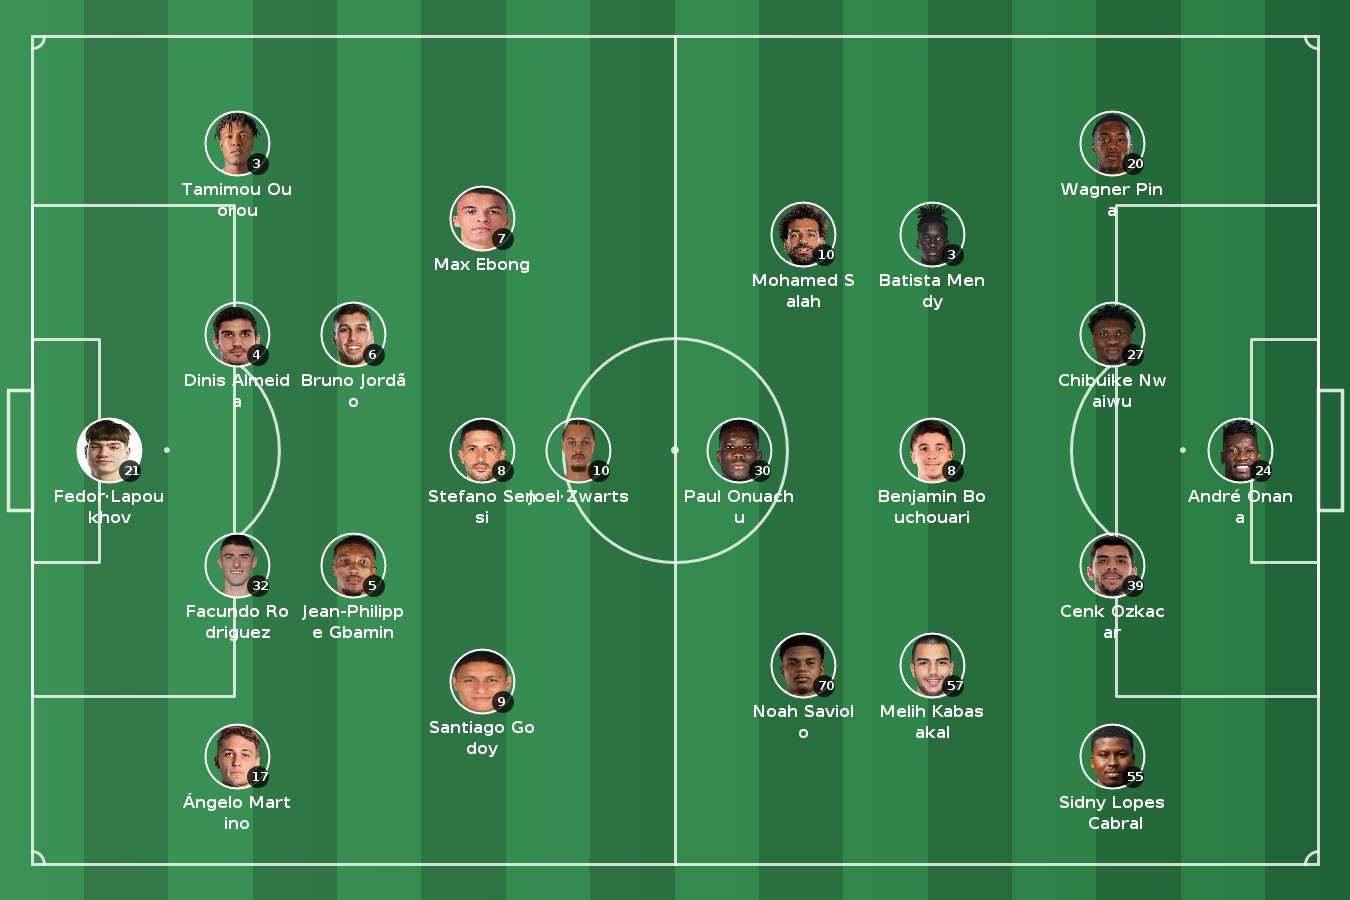 3
Tamimou Ou
orou
20
Wagner Pin
a
7
Max Ebong
10
Mohamed S
alah
3
Batista Men
dy
4
Dinis Almeid
a
6
Bruno Jordã
o
27
Chibuike Nw
aiwu
21
Fedor Lapou
khov
8
Stefano Sen
si
10
Joel Zwarts
30
Paul Onuach
u
8
Benjamin Bo
uchouari
24
André Onan
a
32
Facundo Ro
driguez
5
Jean-Philipp
e Gbamin
39
Cenk Ozkac
ar
9
Santiago Go
doy
70
Noah Saviol
o
57
Melih Kabas
akal
17
Ángelo Mart
ino
55
Sidny Lopes
Cabral